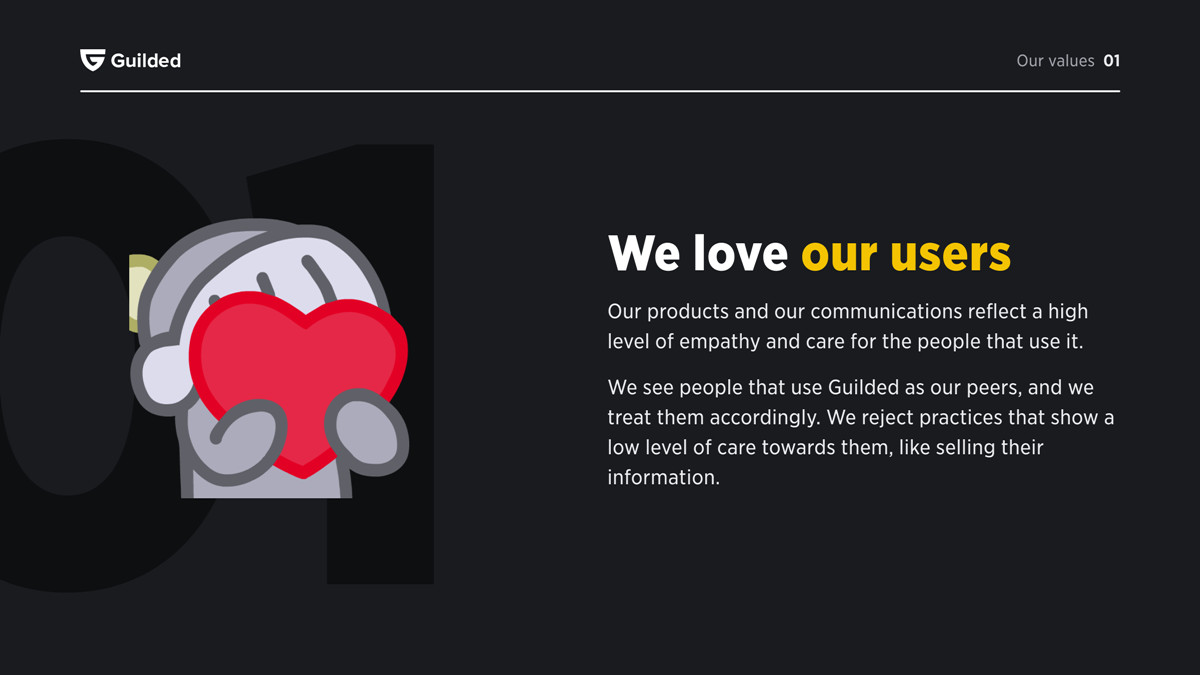 Guilded
Our values 01
01
We love our users
Our products and our communications reflect a high
level of empathy and care for the people that use it.
We see people that use Guilded as our peers, and we
treat them accordingly. We reject practices that show a
low level of care towards them, like selling their
information.